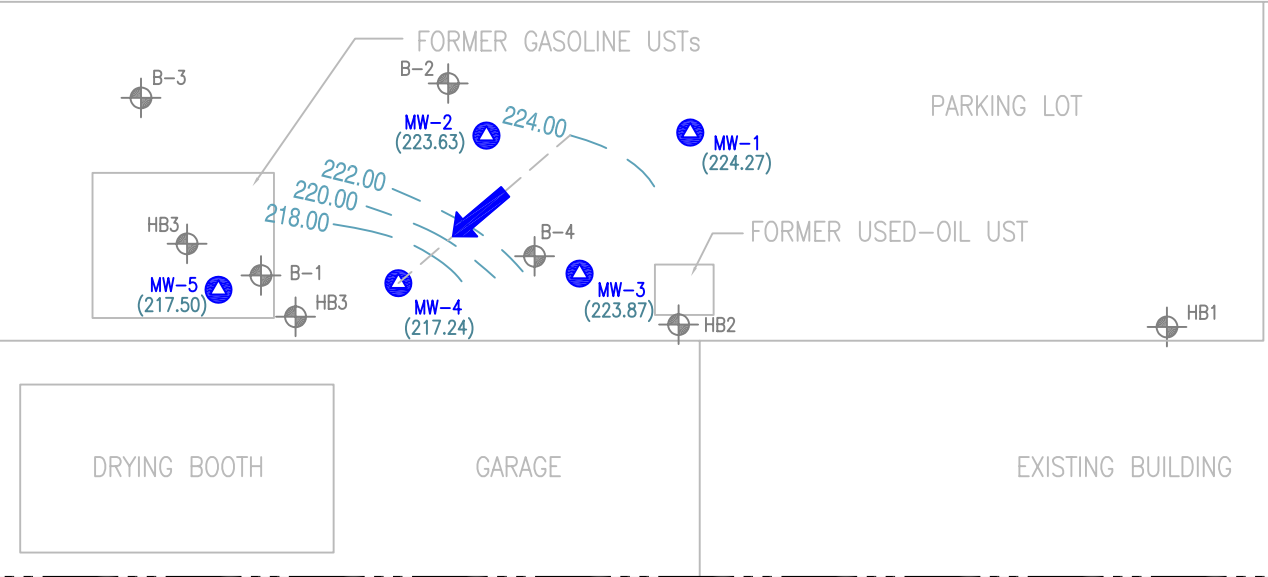 FORMER GASOLINE USTs
B-3
B-2
PARKING LOT
MW-2
(223.63)
224.00
MW-1
(224.27)
222.00
220.00
218.00
HB3
B-4
FORMER USED-OIL UST
MW-5
(217.50)
B-1
HB3
MW-4
(217.24)
MW-3
(223.87)
HB2
HB1
DRYING BOOTH
GARAGE
EXISTING BUILDING